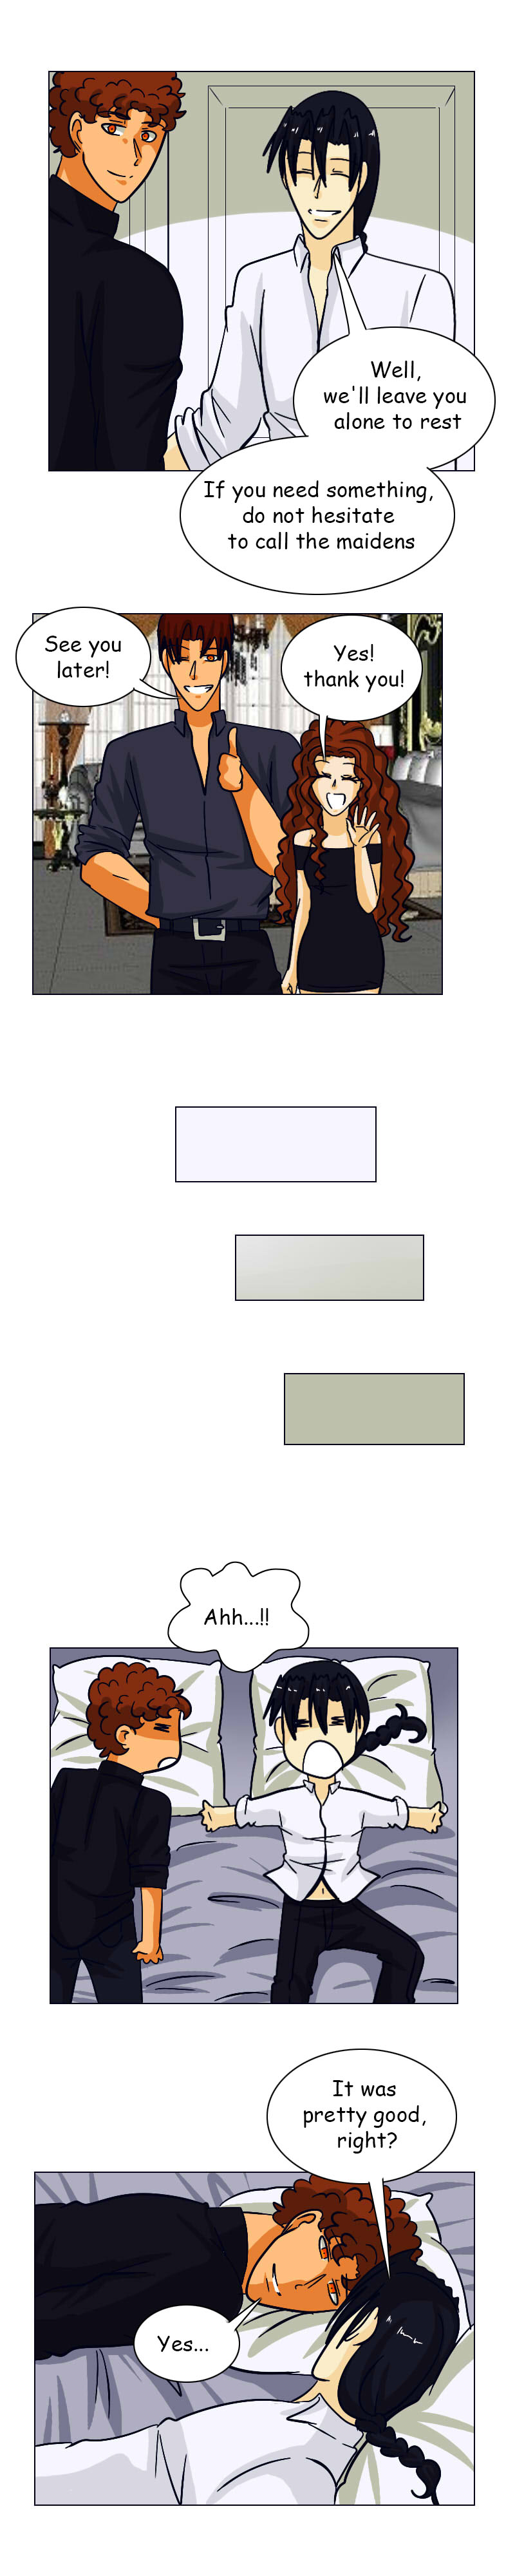 Well,
we'll leave you
alone to rest
If you need something,
do not hesitate
to call the maidens
See you
later!
Yes!
thank you!
Ahh...!!
It was
pretty good,
right?
Yes...